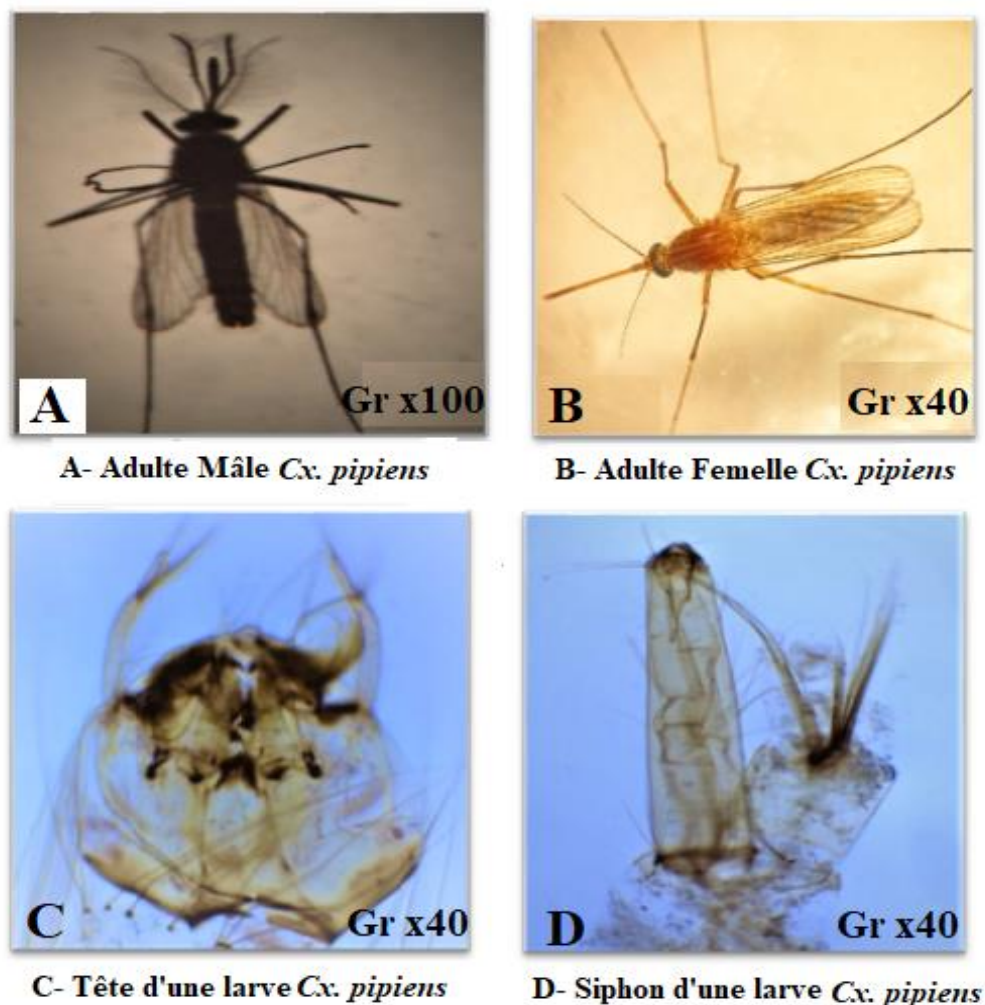 A
Gr x100
B
Gr x40
A- Adulte Mâle Cx. pipiens
B- Adulte Femelle Cx. pipiens
C
Gr x40
D
Gr x40
C- Tête d'une larve Cx. pipiens
D- Siphon d'une larve Cx. pipiens